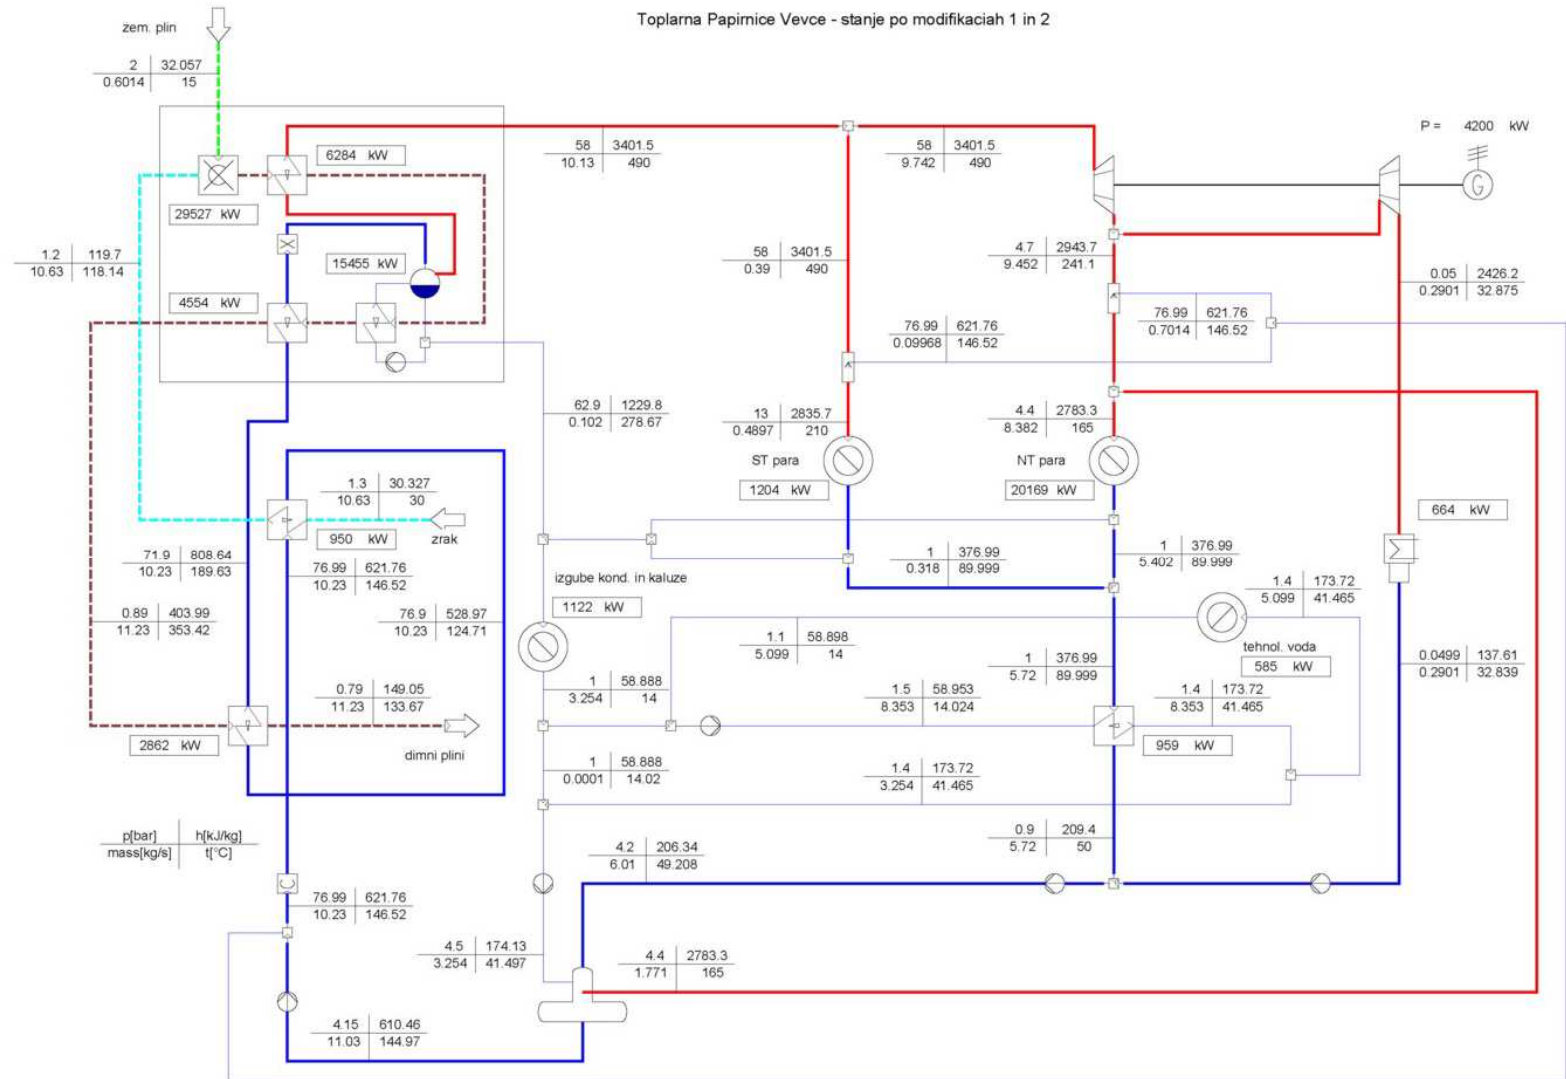 Toplarna Papirnice Vevce - stanje po modifikaciah 1 in 2
zem. plin
2 32.057
0.6014 15
P = 4200 kW
6284 kW
58 3401.5
10.13 490
58 3401.5
9.742 490
G
29527 kW
1.2 119.7
10.63 118.14
15455 kW
58 3401.5
0.39 490
4.7 2943.7
9.452 241.1
0.05 2426.2
0.2901 32.875
4554 kW
76.99 621.76
0.09968 146.52
76.99 621.76
0.7014 146.52
62.9 1229.8
0.102 278.67
13 2835.7
0.4897 210
4.4 2783.3
8.382 165
ST para
NT para
1204 kW
20169 kW
1.3 30.327
10.63 30
zrak
950 kW
664 kW
71.9 808.64
10.23 189.63
76.99 621.76
10.23 146.52
izgube kond. in kaluze
1122 kW
1 376.99
0.318 89.999
1 376.99
5.402 89.999
1.4 173.72
5.099 41.465
0.89 403.99
11.23 353.42
76.9 528.97
10.23 124.71
1.1 58.898
5.099 14
tehnol. voda
585 kW
1 376.99
5.72 89.999
0.0499 137.61
0.2901 32.839
0.79 149.05
11.23 133.67
1 58.888
3.254 14
1.5 58.953
8.353 14.024
1.4 173.72
8.353 41.465
2862 kW
dimni plini
959 kW
1 58.888
0.0001 14.02
1.4 173.72
3.254 41.465
p[bar] h[kJ/kg]
mass[kg/s] t[°C]
4.2 206.34
6.01 49.208
0.9 209.4
5.72 50
76.99 621.76
10.23 146.52
4.5 174.13
3.254 41.497
4.4 2783.3
1.771 165
4.15 610.46
11.03 144.97